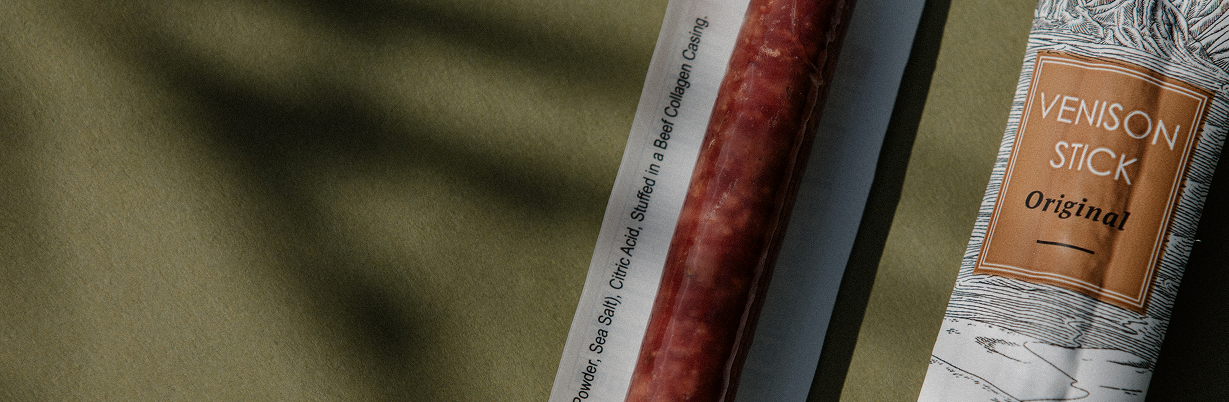 Powder, Sea Salt), Citric Acid, Stuffed in a Beef Collagen Casing.
VENISON
STICK
Original